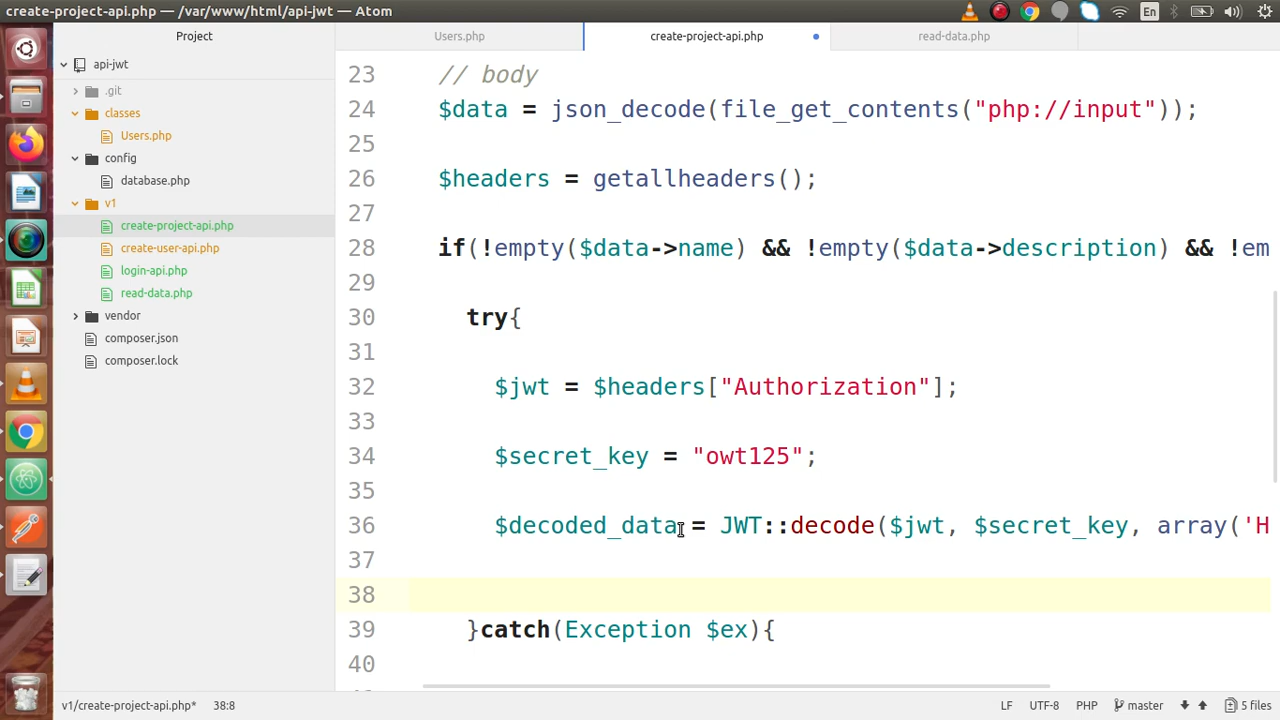 create-project-api.php — /var/www/html/api-jwt — Atom
En
Project
Users.php
create-project-api.php
read-data.php
api-jwt
.git
classes
Users.php
config
database.php
v1
create-project-api.php
create-user-api.php
login-api.php
read-data.php
vendor
composer.json
composer.lock
23 // body
24 $data = json_decode(file_get_contents("php://input"));
25
26 $headers = getallheaders();
27
28 if(!empty($data->name) && !empty($data->description) && !em
29
30 try{
31
32 $jwt = $headers["Authorization"];
33
34 $secret_key = "owt125";
35
36 $decoded_data = JWT::decode($jwt, $secret_key, array('H
37
38
39 }catch(Exception $ex){
40
v1/create-project-api.php* 38:8
LF UTF-8 PHP master 5 files